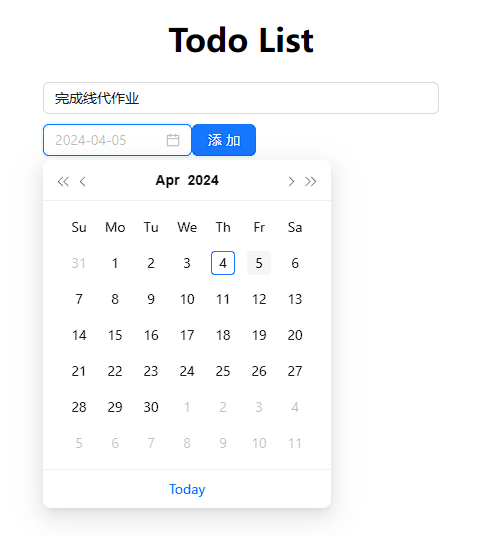 Todo List
完成线代作业
2024-04-05 添 加
Apr 2024
Su Mo Tu We Th Fr Sa
31 1 2 3 4 5 6
7 8 9 10 11 12 13
14 15 16 17 18 19 20
21 22 23 24 25 26 27
28 29 30 1 2 3 4
5 6 7 8 9 10 11
Today